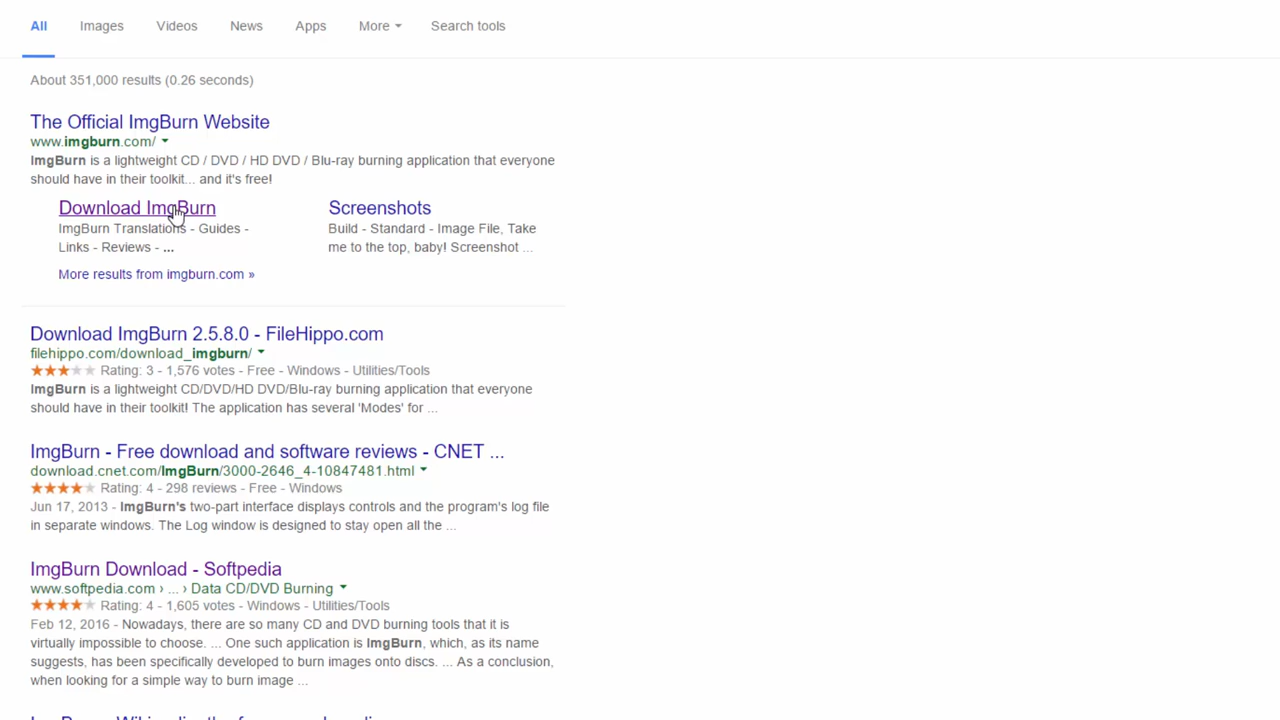 All Images Videos News Apps More Search tools
About 351,000 results (0.26 seconds)
The Official ImgBurn Website
www.imgburn.com/
ImgBurn is a lightweight CD / DVD / HD DVD / Blu-ray burning application that everyone
should have in their toolkit... and it's free!
Download ImgBurn
ImgBurn Translations - Guides -
Links - Reviews - ...
Screenshots
Build - Standard - Image File, Take
me to the top, baby! Screenshot ...
More results from imgburn.com »
Download ImgBurn 2.5.8.0 - FileHippo.com
filehippo.com/download_imgburn/
Rating: 3 - 1,576 votes - Free - Windows - Utilities/Tools
ImgBurn is a lightweight CD/DVD/HD DVD/Blu-ray burning application that everyone
should have in their toolkit! The application has several 'Modes' for ...
ImgBurn - Free download and software reviews - CNET ...
download.cnet.com/ImgBurn/3000-2646_4-10847481.html
Rating: 4 - 298 reviews - Free - Windows
Jun 17, 2013 - ImgBurn's two-part interface displays controls and the program's log file
in separate windows. The Log window is designed to stay open all the ...
ImgBurn Download - Softpedia
www.softpedia.com › ... › Data CD/DVD Burning
Rating: 4 - 1,605 votes - Windows - Utilities/Tools
Feb 12, 2016 - Nowadays, there are so many CD and DVD burning tools that it is
virtually impossible to choose. ... One such application is ImgBurn, which, as its name
suggests, has been specifically developed to burn images onto discs. ... As a conclusion,
when looking for a simple way to burn image ...